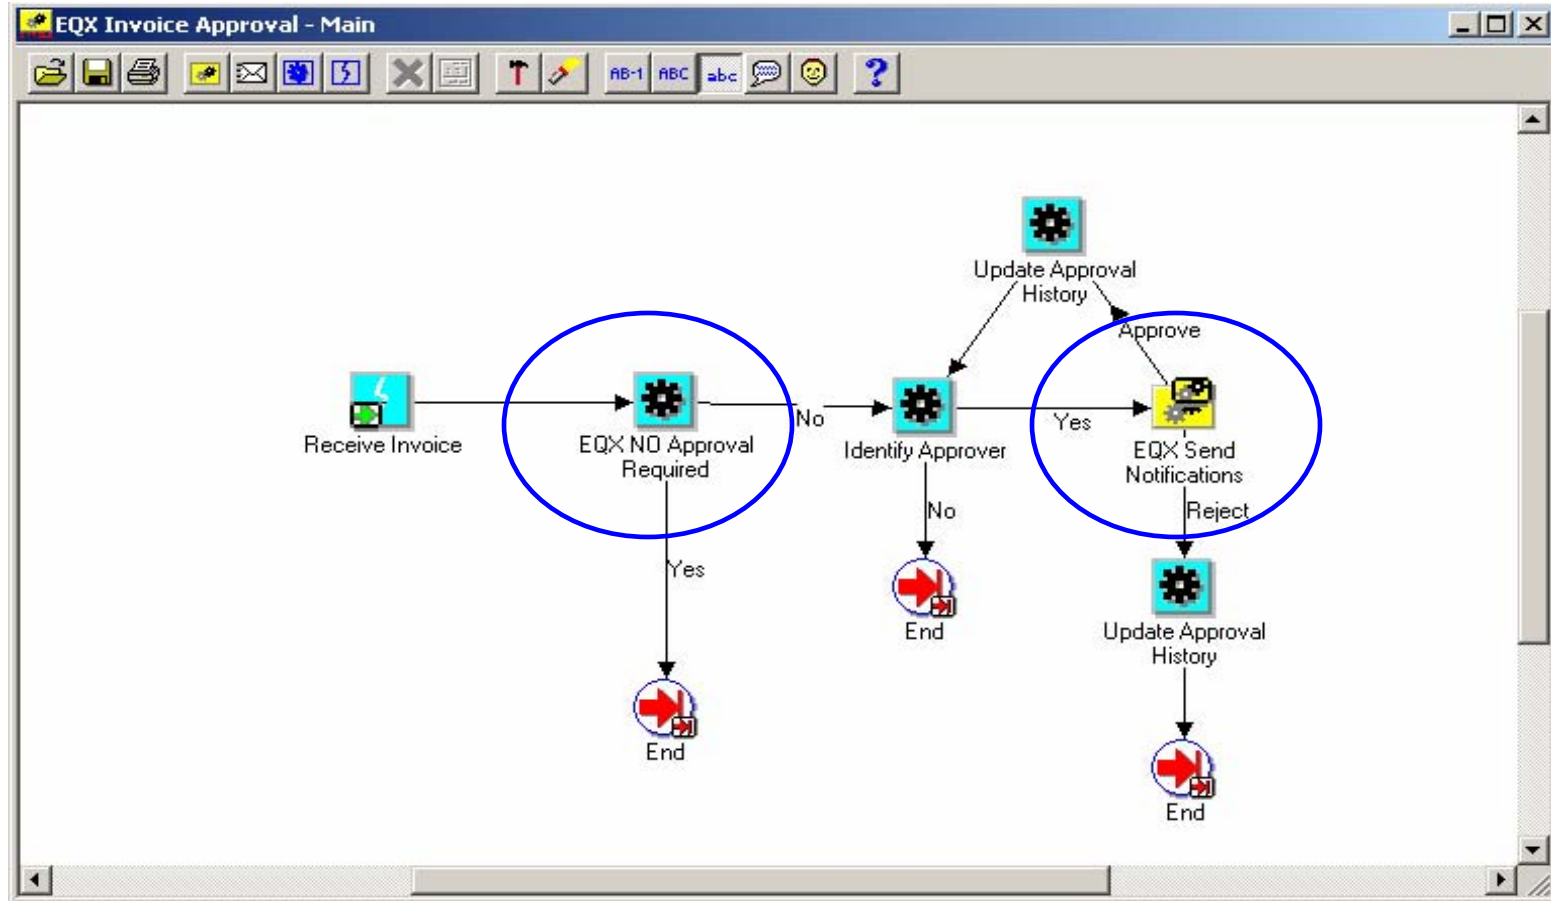 EQX Invoice Approval - Main
AB-1 ABC abc ?
Update Approval
History
Approve
Receive Invoice
EQX NO Approval
Required
No
Identify Approver
Yes
EQX Send
Notifications
No
Reject
Yes
End
Update Approval
History
End
End